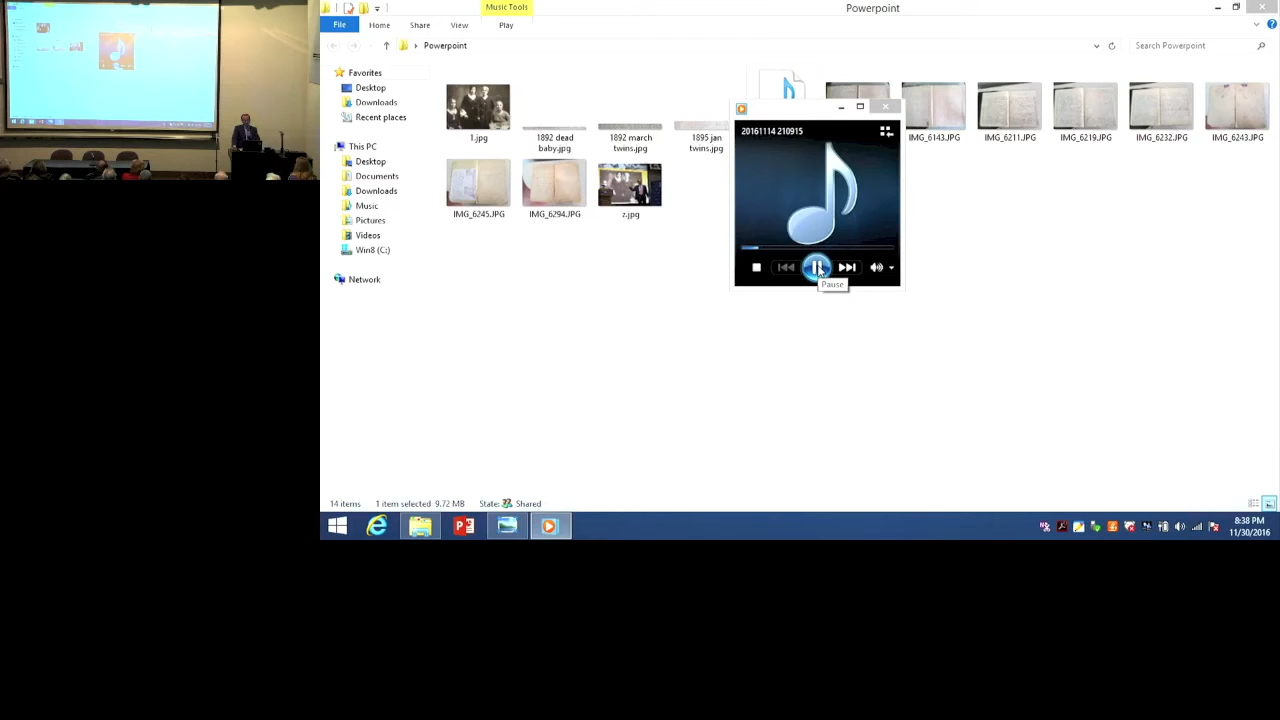 Music Tools
Powerpoint
File Home Share View Play
Powerpoint
Search Powerpoint
Favorites
Desktop
Downloads
Recent places
This PC
Desktop
Documents
Downloads
Music
Pictures
Videos
Win8 (C:)
Network
1.jpg
1892 dead baby.jpg
1892 march twins.jpg
1895 jan twins.jpg
IMG_6143.JPG
IMG_6211.JPG
IMG_6219.JPG
IMG_6232.JPG
IMG_6243.JPG
IMG_6245.JPG
IMG_6294.JPG
z.jpg
20161114 210915
Pause
14 items 1 item selected 9.72 MB State: Shared
8:38 PM
11/30/2016